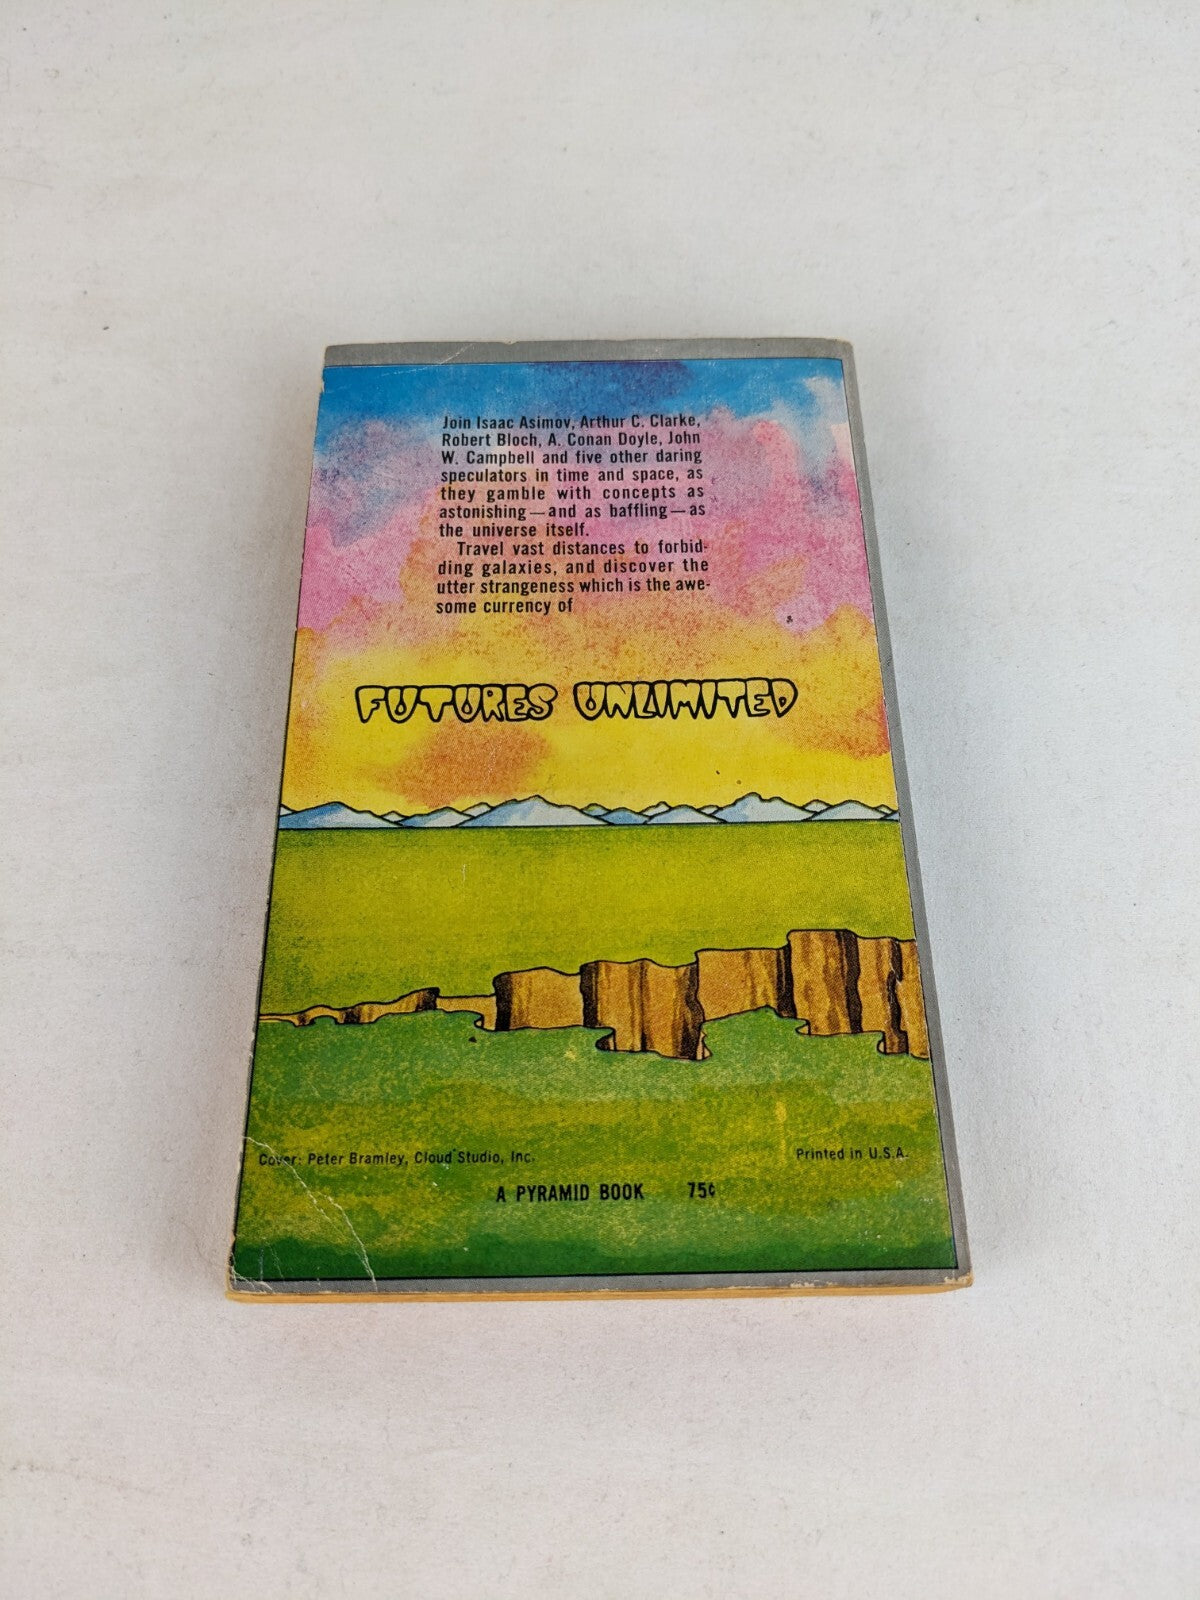 Join Isaac Asimov, Arthur C. Clarke,
Robert Bloch, A. Conan Doyle, John
W. Campbell and five other daring
speculators in time and space, as
they gamble with concepts as
astonishing—and as baffling—as
the universe itself.
Travel vast distances to forbid-
ding galaxies, and discover the
utter strangeness which is the awe-
some currency of
FUTURES UNLIMITED
Cover: Peter Bramley, Cloud Studio, Inc.
Printed in U.S.A.
A PYRAMID BOOK 75¢